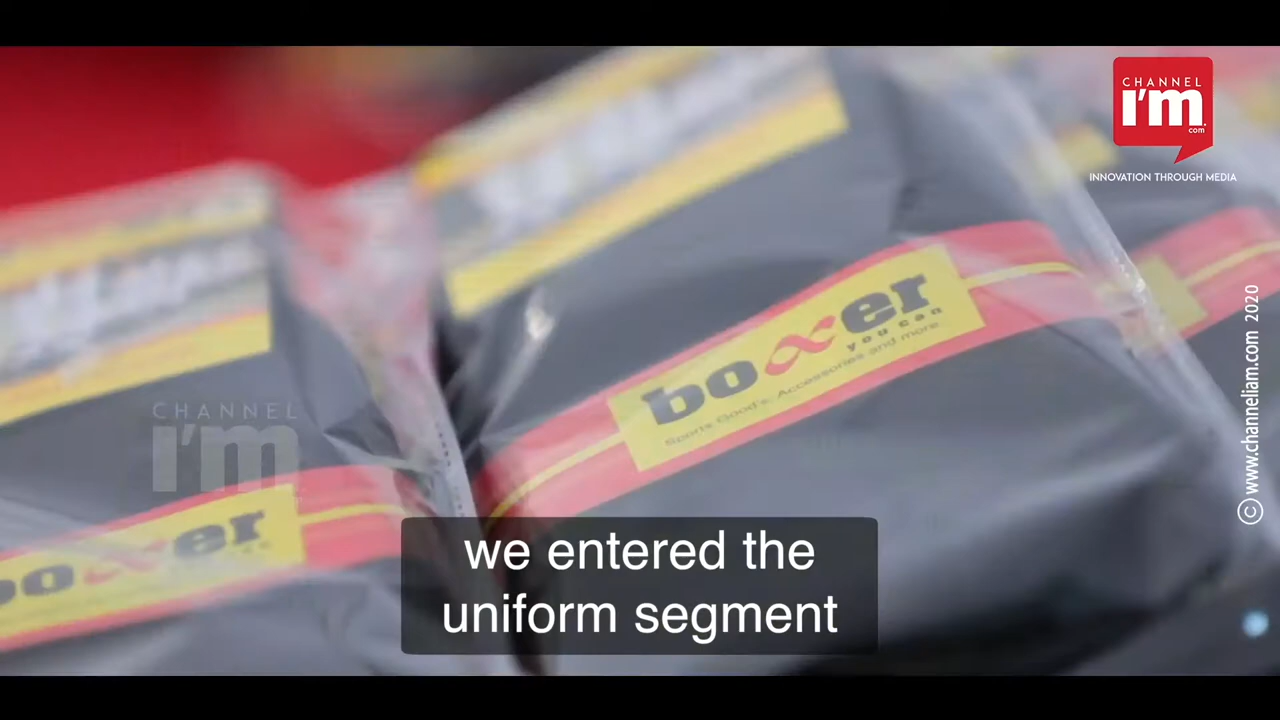 CHANNEL
I'm
.com
INNOVATION THROUGH MEDIA
© www.channeliam.com 2020
boxer
you can
Sports Good's, Accessories and more
CHANNEL
I'm
boxer
we entered the
uniform segment